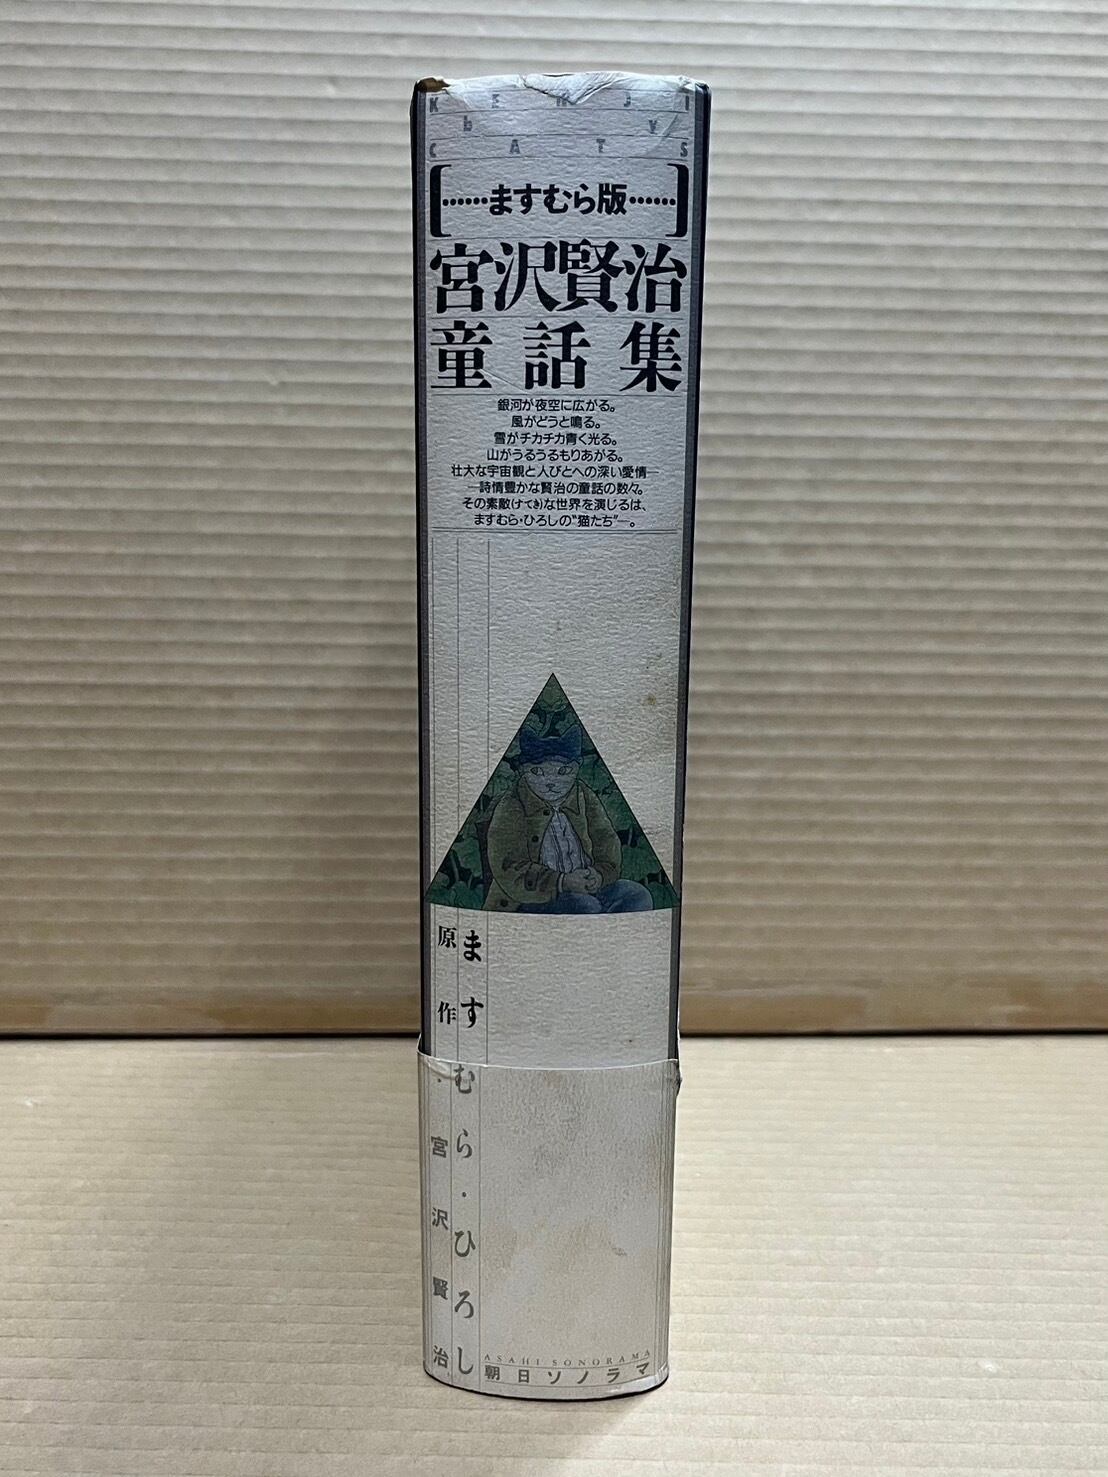 KENJI
by
CATS
[……ますむら版……]
宮沢賢治
童話集
銀河が夜空に広がる。
風がどうと鳴る。
雪がチカチカ青く光る。
山がうるうるもりあがる。
壮大な宇宙観と人びとへの深い愛情―
―詩情豊かな賢治の童話の数々。
その素敵(けてき)な世界を演じるは、
ますむら・ひろしの"猫たち"―。
ますむら・ひろし
原作・宮沢賢治
ASAHI SONORAMA
朝日ソノラマ